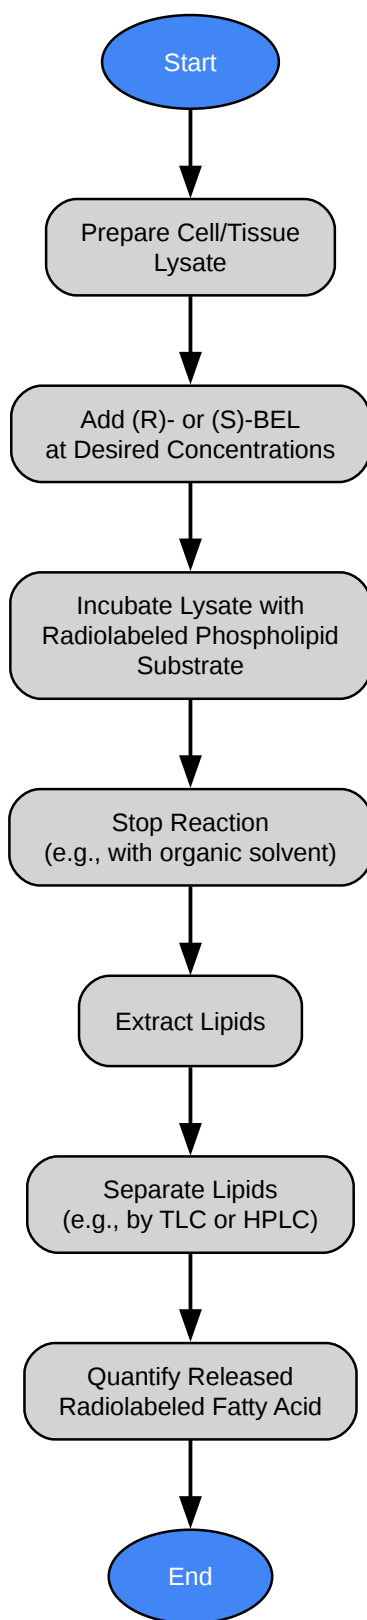 Start
Prepare Cell/Tissue
Lysate
Add (R)- or (S)-BEL
at Desired Concentrations
Incubate Lysate with
Radiolabeled Phospholipid
Substrate
Stop Reaction
(e.g., with organic solvent)
Extract Lipids
Separate Lipids
(e.g., by TLC or HPLC)
Quantify Released
Radiolabeled Fatty Acid
End